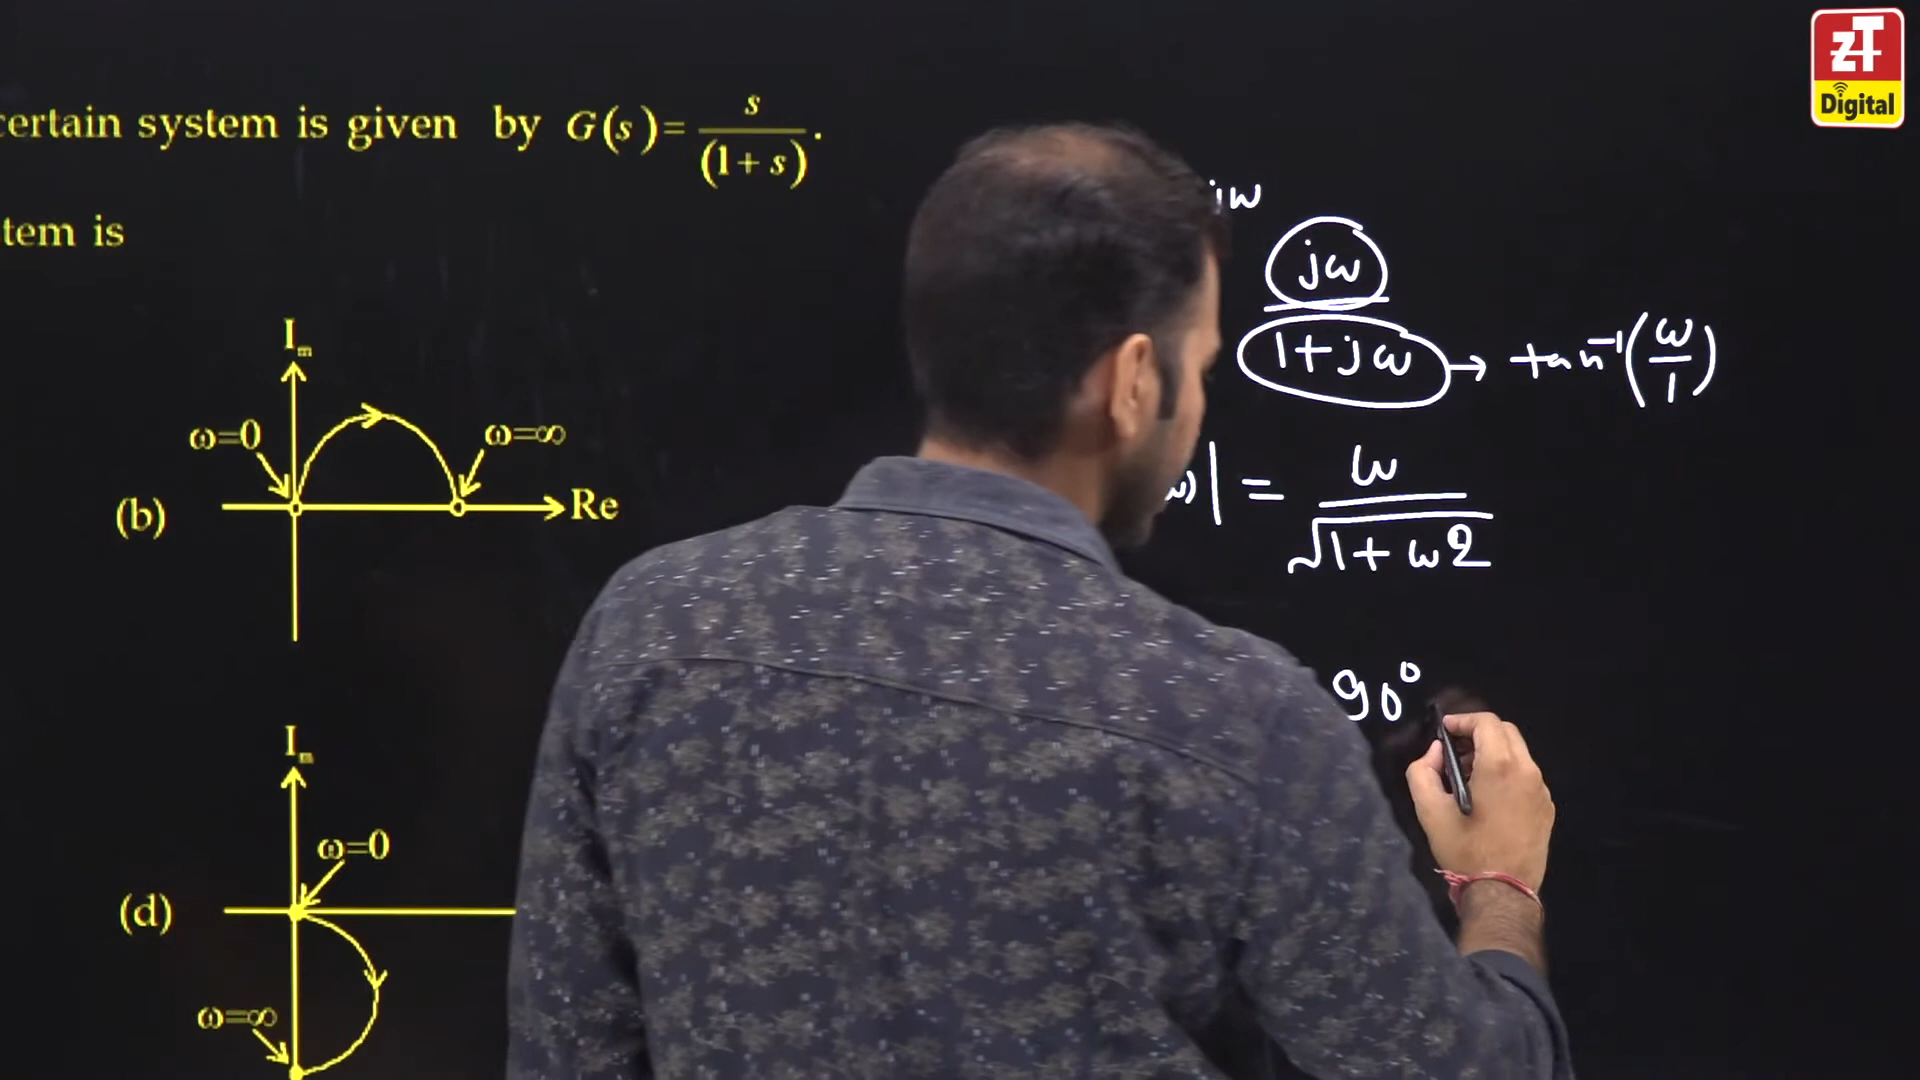 certain system is given by G(s)= s/(1+s).
tem is
Im
ω=0
ω=∞
(b)
Re
Im
ω=0
(d)
ω=∞
jω
jω
1+jω → tan⁻¹(ω/1)
ω)| = ω/√1+ω2
90°
ZT
Digital